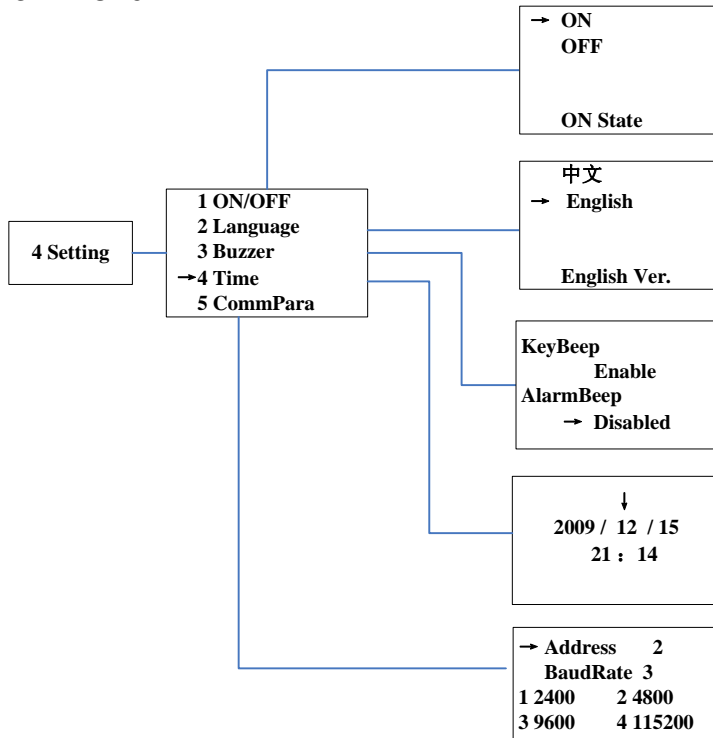 4 Setting
1 ON/OFF
2 Language
3 Buzzer
→4 Time
5 CommPara
→ ON
OFF
ON State
中文
→ English
English Ver.
KeyBeep
Enable
AlarmBeep
→ Disabled
↓
2009 / 12 / 15
21 : 14
→ Address 2
BaudRate 3
1 2400 2 4800
3 9600 4 115200